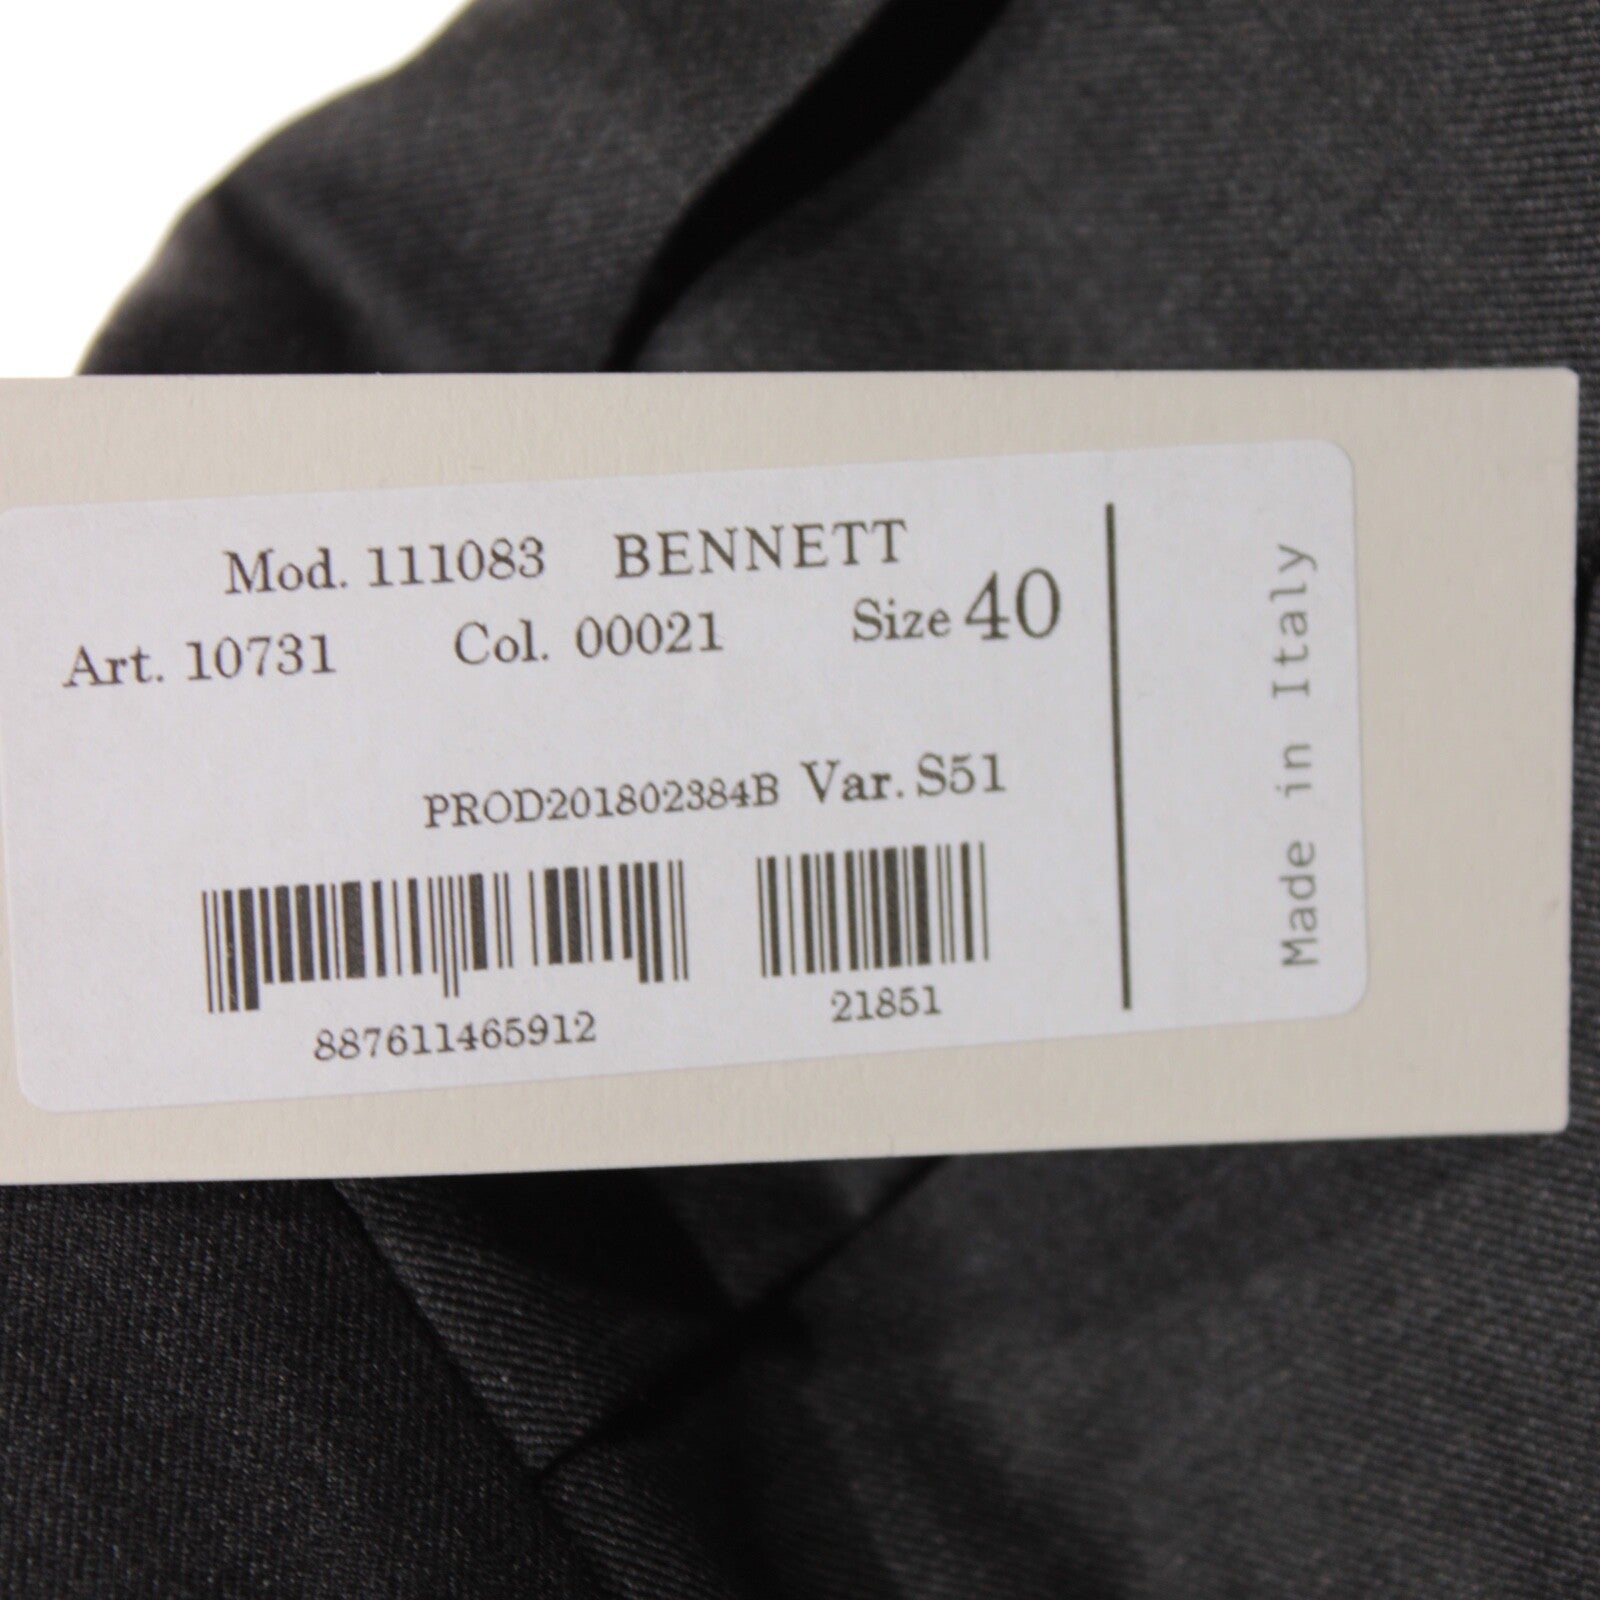 Mod. 111083 BENNETT
Art. 10731 Col. 00021 Size 40
PROD201802384B Var. S51
887611465912 21851
Made in Italy